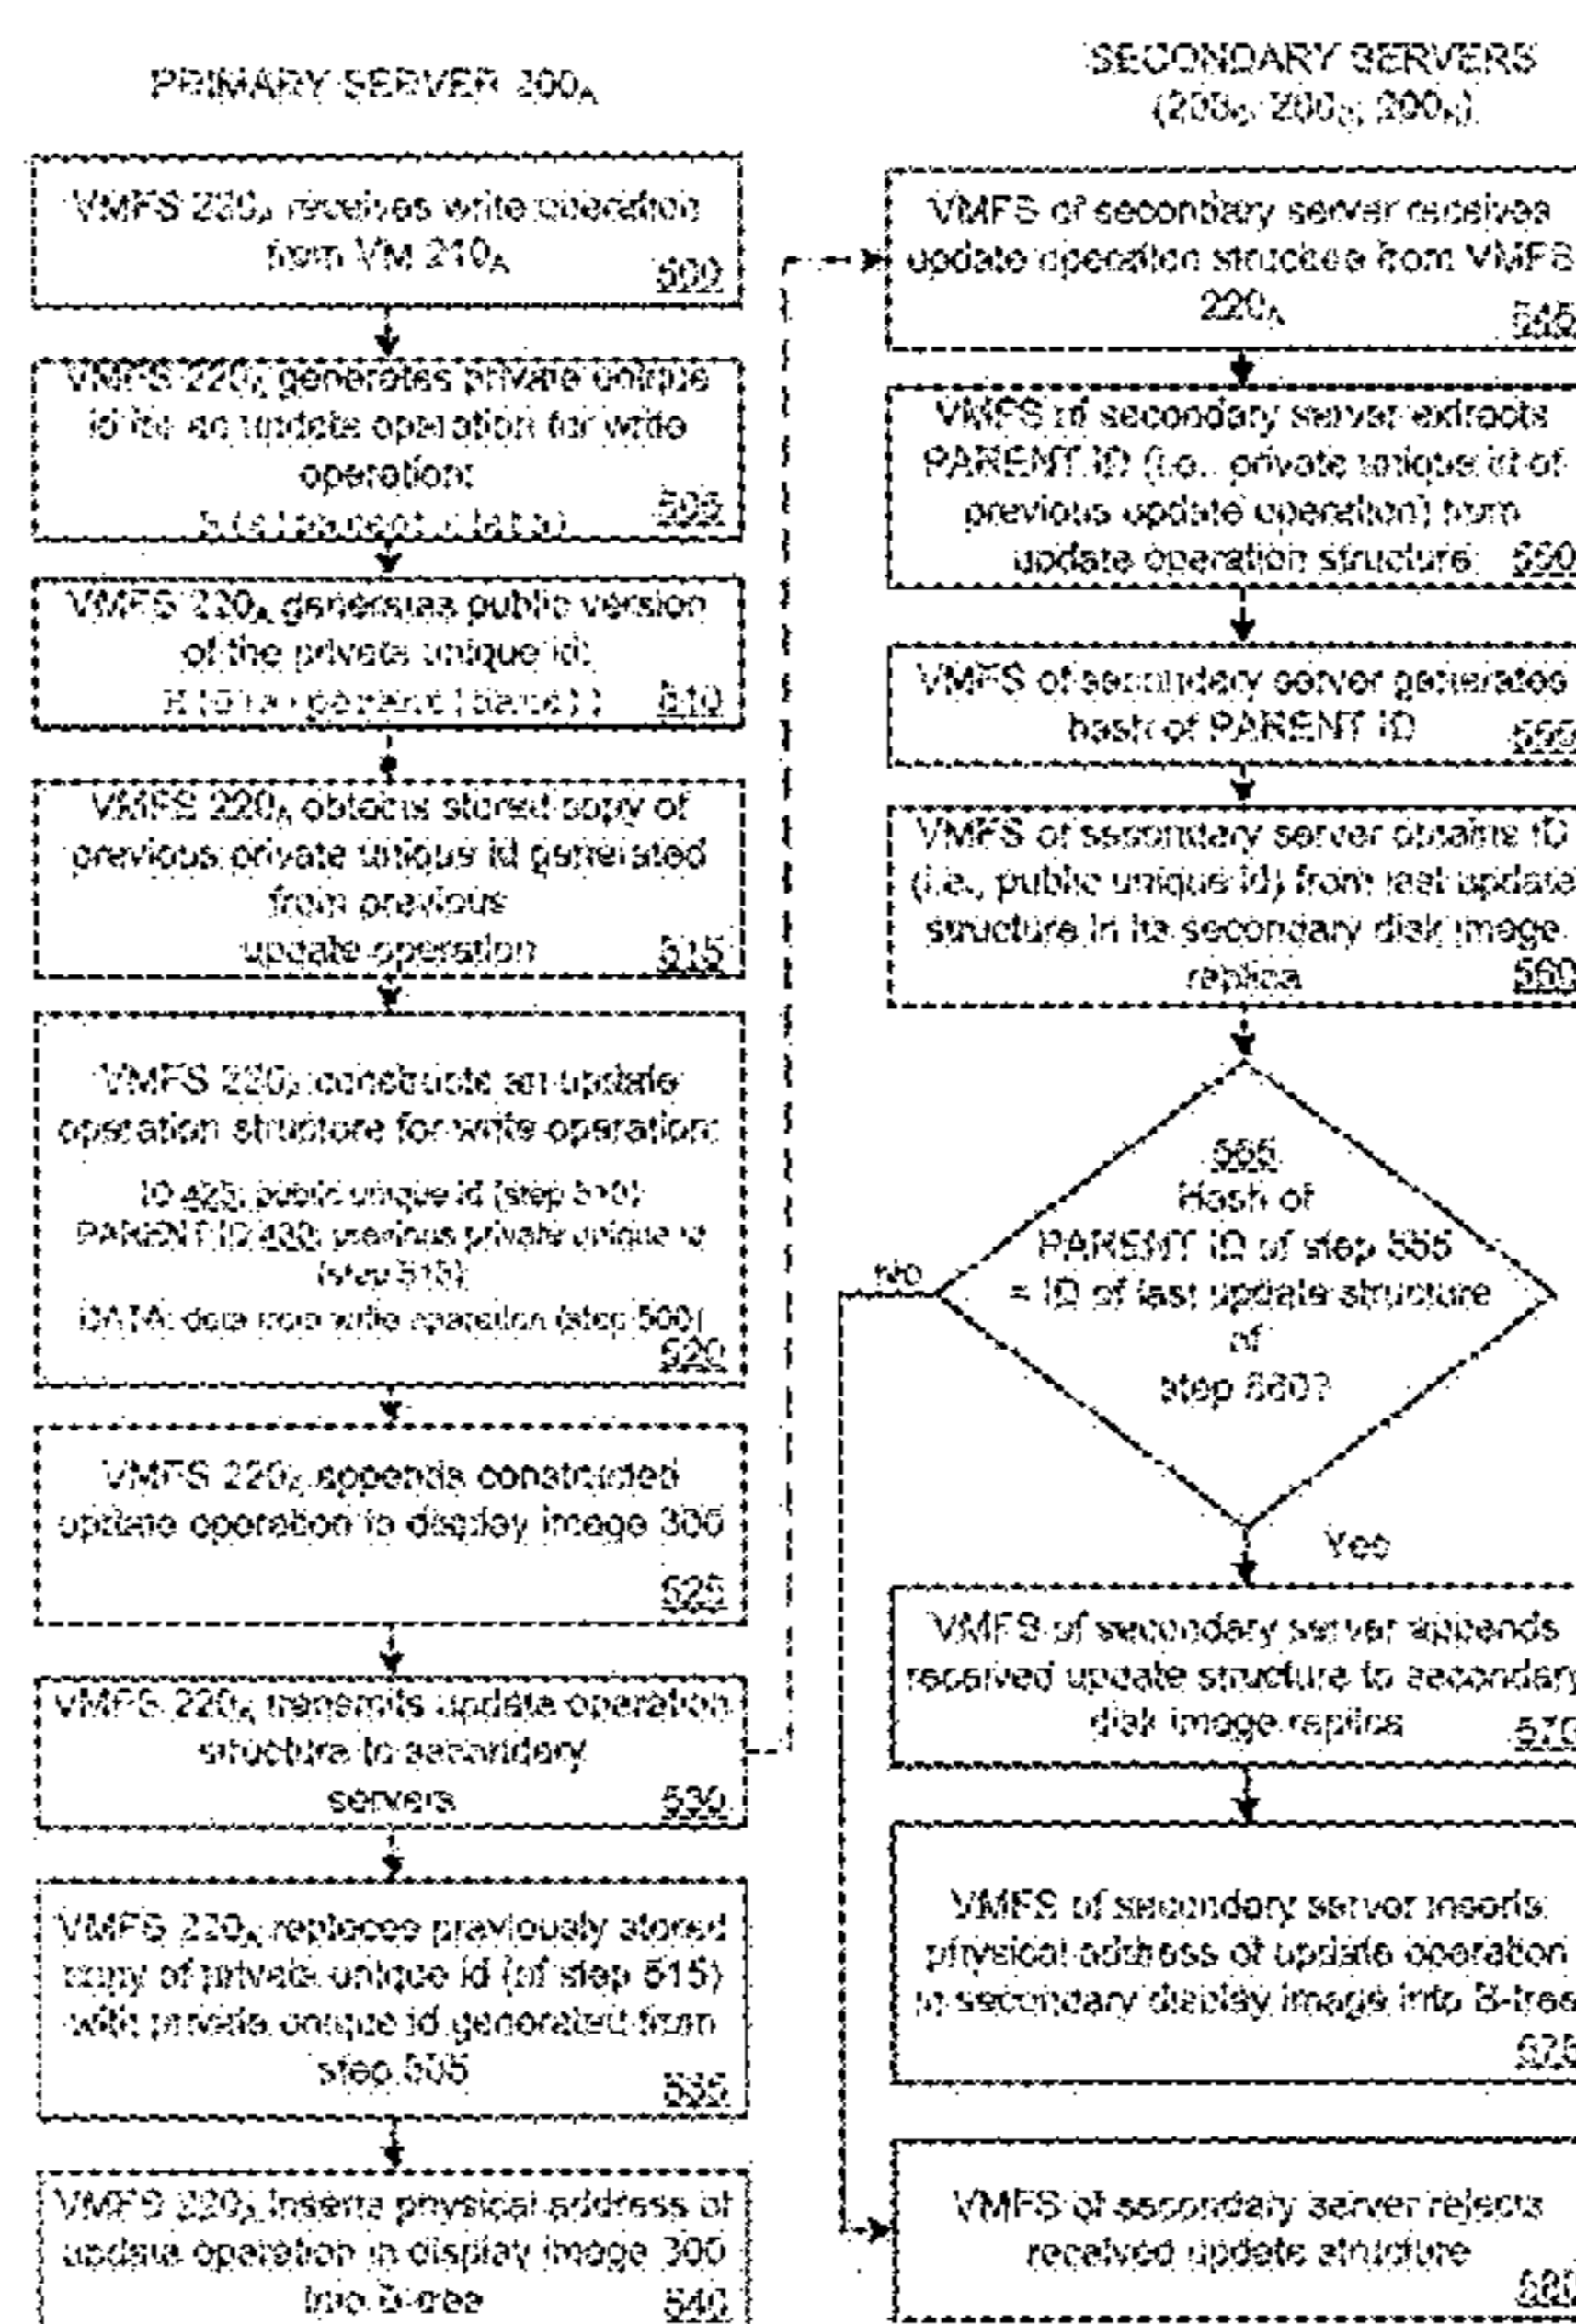 PRIMARY SERVER 200A
VMFS 220A receives write operation
from VM 210A
500
VMFS 220A generates private unique
id for an update operation for write
operation:
505
VMFS 220A generates public version
of the private unique id:
510
VMFS 220A obtains stored copy of
previous private unique id generated
from previous
update operation
515
VMFS 220A constructs an update
operation structure for write operation:
ID 425: public unique id (step 510)
PARENT ID 430: previous private unique id
(step 515)
DATA: data from write operation (step 500)
520
VMFS 220A appends constructed
update operation to display image 300
525
VMFS 220A transmits update operation
structure to secondary
servers
530
VMFS 220A replaces previously stored
copy of private unique id (of step 515)
with private unique id generated from
step 505
535
VMFS 220A inserts physical address of
update operation in display image 300
into B-tree
540
SECONDARY SERVERS
VMFS of secondary server receives
update operation structure from VMFS
220A
545
VMFS of secondary server extracts
PARENT ID (i.e., private unique id of
previous update operation) from
update operation structure
550
VMFS of secondary server generates
hash of PARENT ID
555
VMFS of secondary server obtains ID
(i.e., public unique id) from last update
structure in its secondary disk image
replica
560
565
Hash of
PARENT ID of step 555
= ID of last update structure
of
step 560?
No
Yes
VMFS of secondary server appends
received update structure to secondary
disk image replica
570
VMFS of secondary server inserts
physical address of update operation
in secondary display image into B-tree
575
VMFS of secondary server rejects
received update structure
580